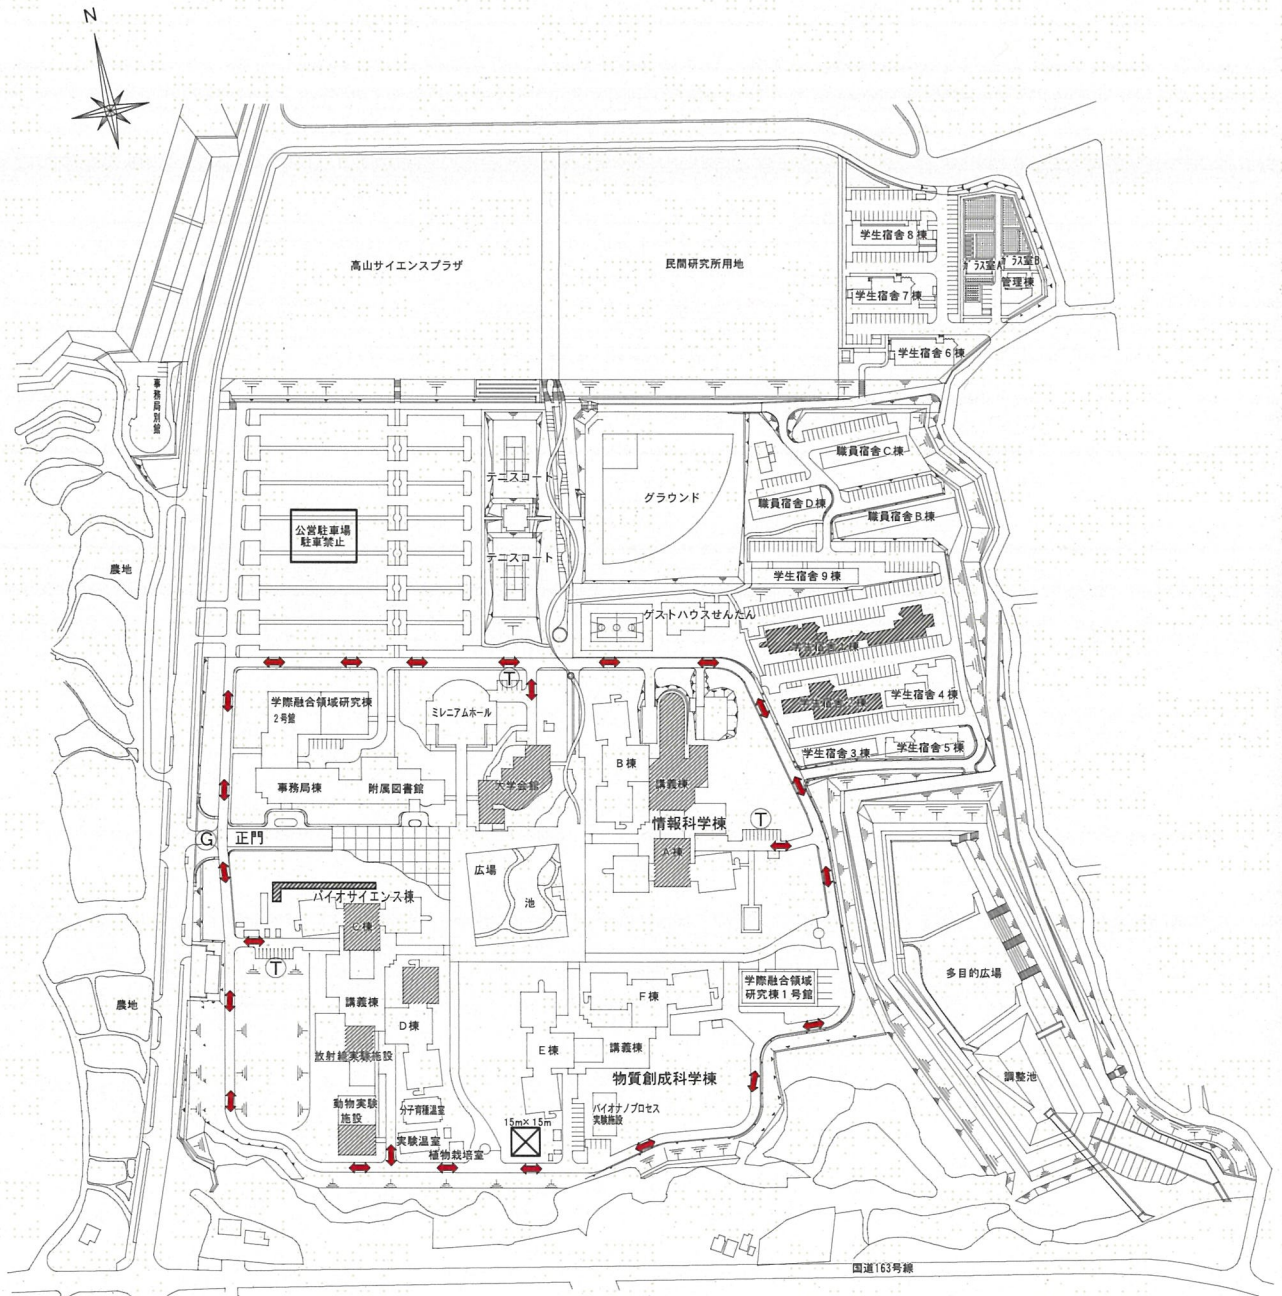 N
高山サイエンスプラザ
民間研究所用地
学生宿舎8棟
ガラス室A
ガラス室B
管理棟
学生宿舎7棟
学生宿舎6棟
事務局別館
テニスコート
グラウンド
職員宿舎C棟
職員宿舎D棟
職員宿舎B棟
公営駐車場
駐車禁止
テニスコート
農地
学生宿舎9棟
ゲストハウスせんたん
T
学際融合領域研究棟
2号館
ミレニアムホール
学生宿舎4棟
学生宿舎3棟
学生宿舎5棟
B棟
講義棟
事務局棟
附属図書館
大学会館
情報科学棟
T
G
正門
A棟
広場
池
バイオサイエンス棟
C棟
T
多目的広場
学際融合領域
研究棟1号館
農地
講義棟
D棟
F棟
E棟
講義棟
放射線実験施設
物質創成科学棟
調整池
動物実験
施設
分子育種温室
バイオナノプロセス
実験施設
15m×15m
実験温室
植物栽培室
国道163号線